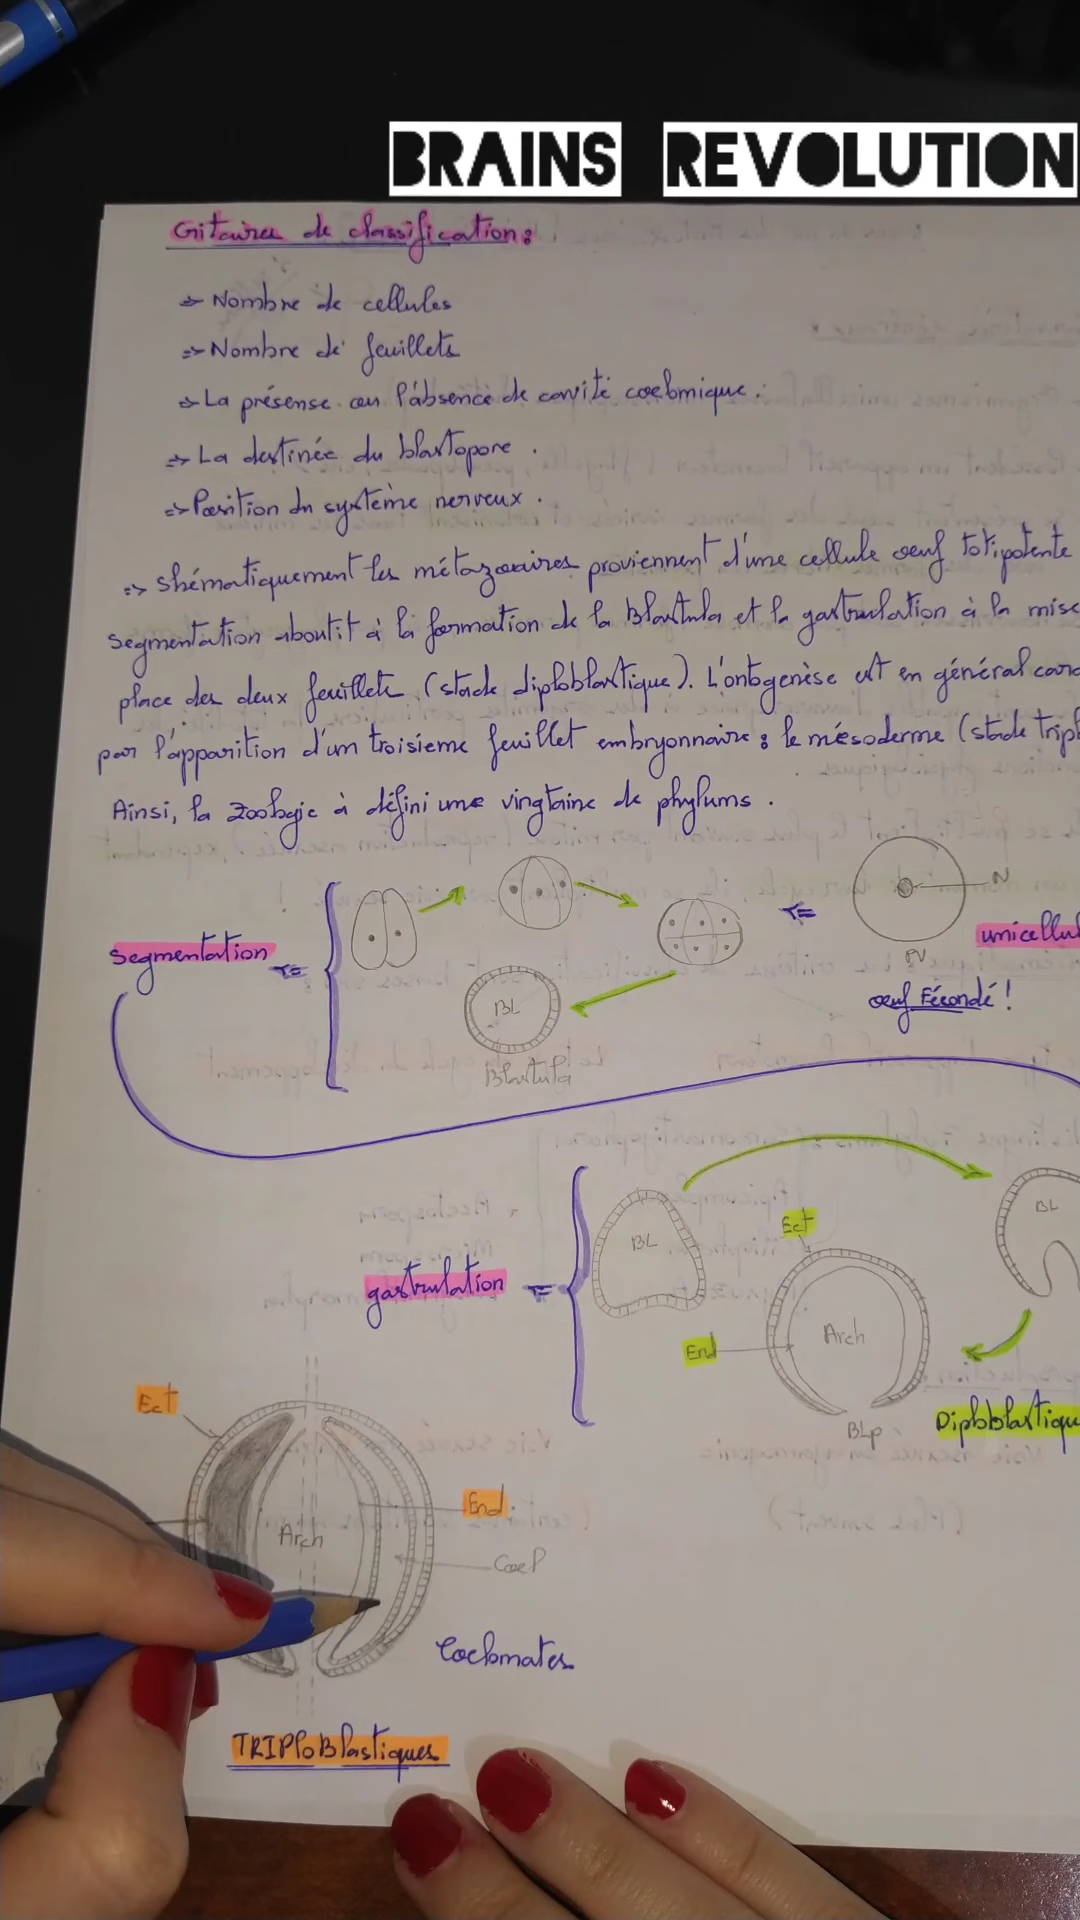 BRAINS REVOLUTION
Critaires de classification :
=> Nombre de cellules
=> Nombre de feuillets
=> La présense ou l'absence de cavité coelomique .
=> La destinée du blastopore .
=> Position du système nerveux .
=> Shématiquement les métazoaires proviennent d'une cellule oeuf totipotente
segmentation aboutit à la formation de la Blastula et la gastrulation à la mise
place des deux feuillets (stade diploblastique). L'ontogenèse est en général cara
par l'apparition d'un troisieme feuillet embryonnaire : le mésoderme (stade tripl
Ainsi, la zoologie à défini une vingtaine de phylums .
N
segmentation
unicellul
oeuf Fécondé !
BL
Blastula
BL
BL
Ect
gastrulation
Arch
End
Diploblastique
BLp
Ect
End
Arch
Coel
Coelomates
TRIPloBlastiques